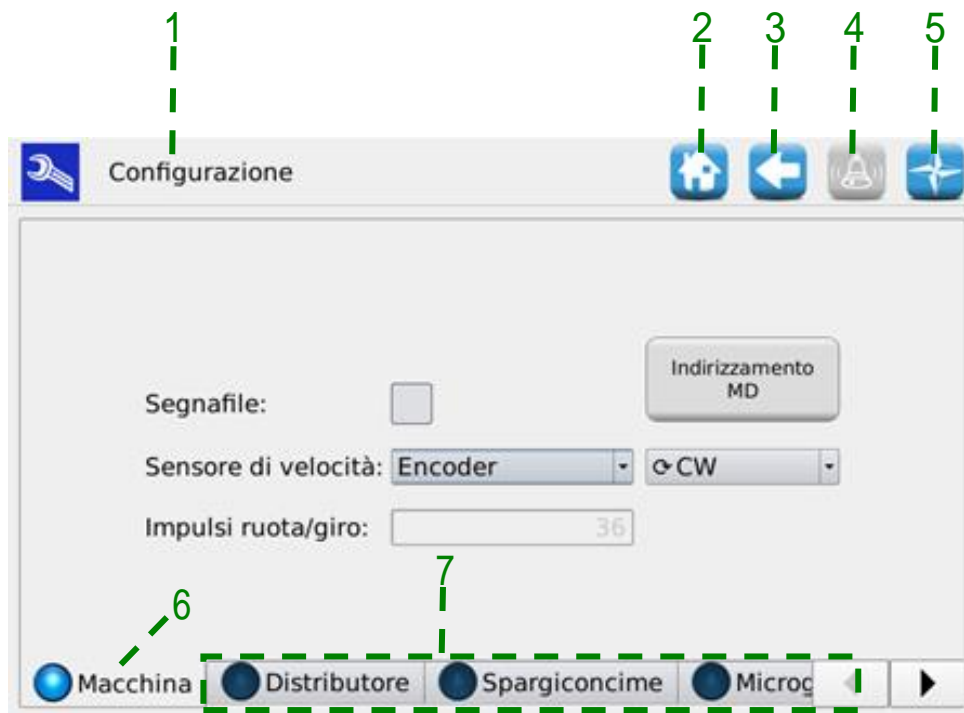 1 2 3 4 5
Configurazione
Indirizzamento
MD
Segnafile:
Sensore di velocità: Encoder CW
Impulsi ruota/giro: 36
7
6
Macchina Distributore Spargiconcime Microg